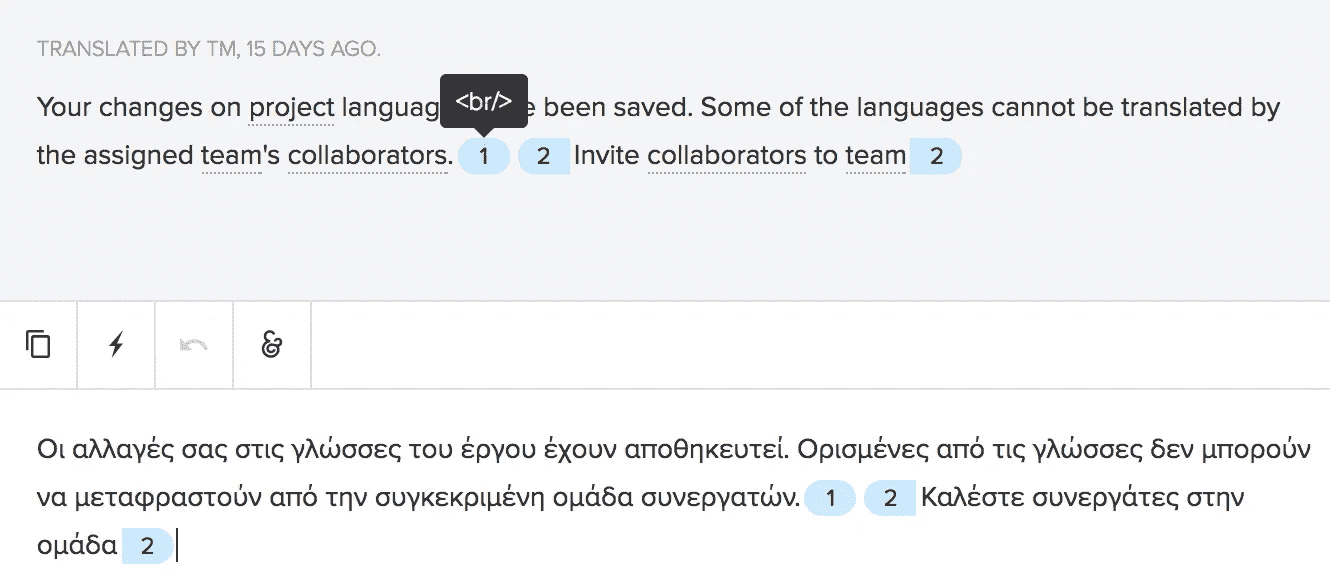 TRANSLATED BY TM, 15 DAYS AGO.
<br/>
Your changes on project languag e been saved. Some of the languages cannot be translated by
the assigned team's collaborators. 1 2 Invite collaborators to team 2
&
Οι αλλαγές σας στις γλώσσες του έργου έχουν αποθηκευτεί. Ορισμένες από τις γλώσσες δεν μπορούν
να μεταφραστούν από την συγκεκριμένη ομάδα συνεργατών. 1 2 Καλέστε συνεργάτες στην
ομάδα 2